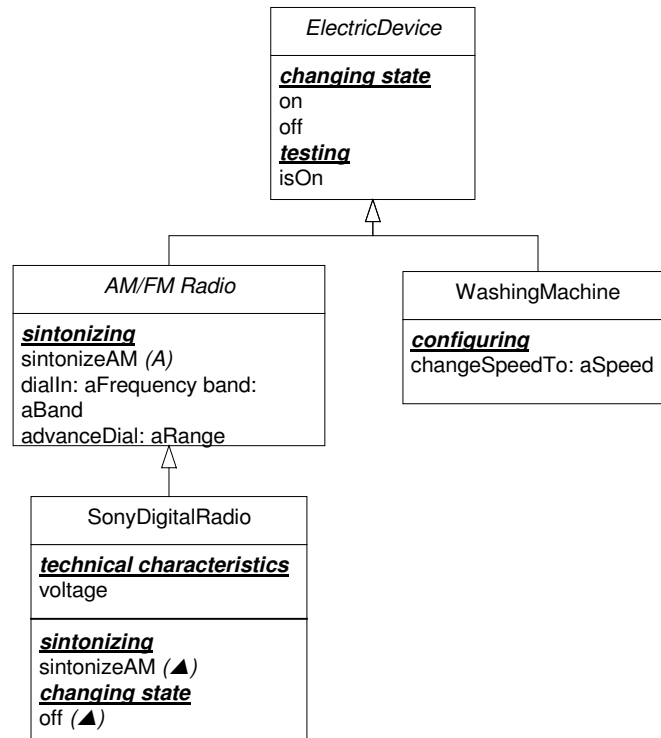 ElectricDevice
changing state
on
off
testing
isOn
AM/FM Radio
sintonizing
sintonizeAM (A)
dialIn: aFrequency band:
aBand
advanceDial: aRange
WashingMachine
configuring
changeSpeedTo: aSpeed
SonyDigitalRadio
technical characteristics
voltage
sintonizing
sintonizeAM (▲)
changing state
off (▲)